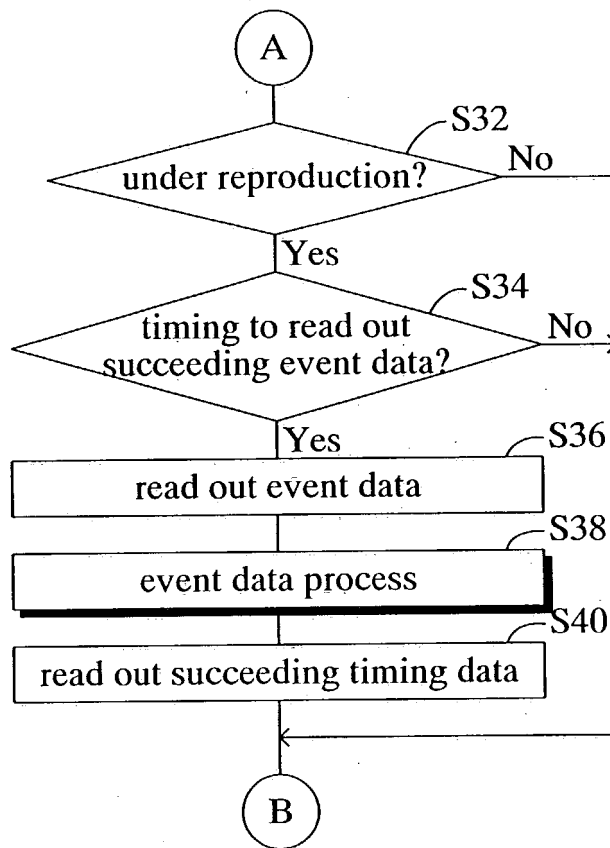 A
S32
under reproduction?
No
Yes
S34
timing to read out
succeeding event data?
No
Yes
S36
read out event data
S38
event data process
S40
read out succeeding timing data
B